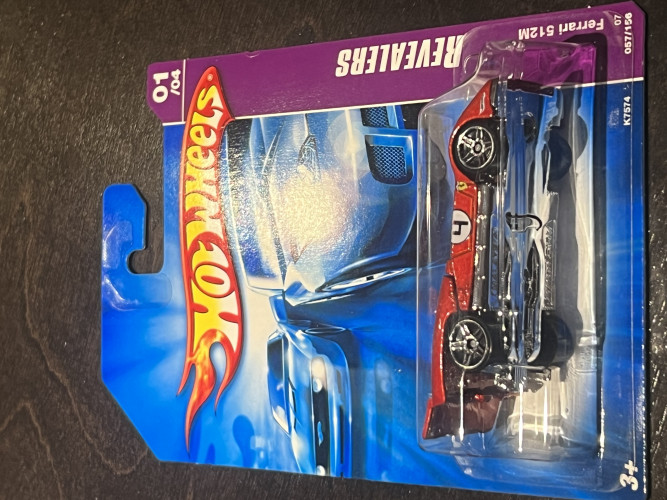 01
/04
HOT WHEELS
REVEALERS
Ferrari 512M
07
057/156
K7574
4
3+